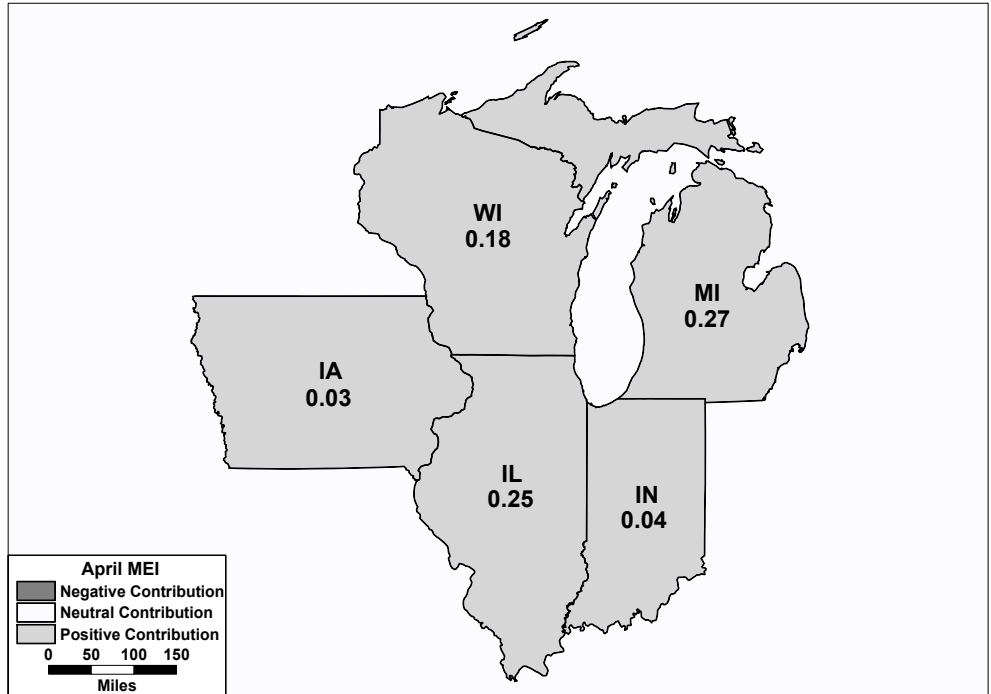 WI
0.18
MI
0.27
IA
0.03
IL
0.25
IN
0.04
April MEI
Negative Contribution
Neutral Contribution
Positive Contribution
0 50 100 150
Miles